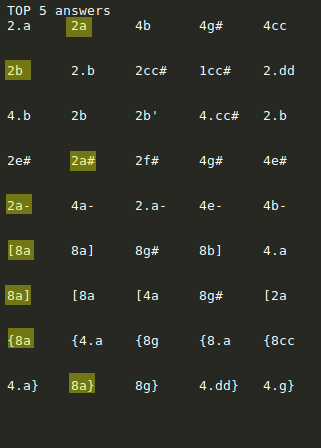 TOP 5 answers
2.a 2a 4b 4g# 4cc
2b 2.b 2cc# 1cc# 2.dd
4.b 2b 2b' 4.cc# 2.b
2e# 2a# 2f# 4g# 4e#
2a- 4a- 2.a- 4e- 4b-
[8a 8a] 8g# 8b] 4.a
8a] [8a [4a 8g# [2a
{8a {4.a {8g {8.a {8cc
4.a} 8a} 8g} 4.dd} 4.g}